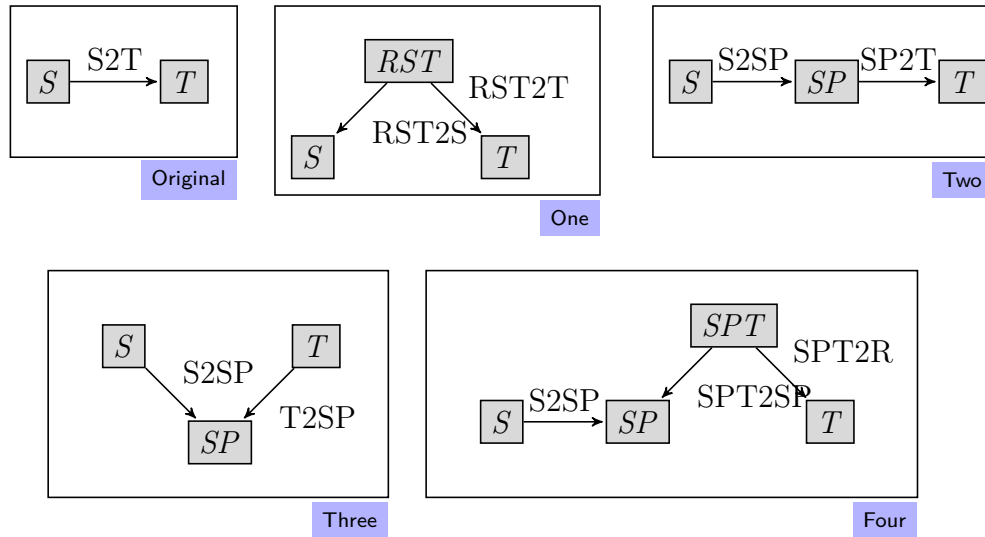 S2T
S T
Original
RST
RST2T
RST2S
S T
One
S2SP SP2T
S SP T
Two
S T
S2SP
T2SP
SP
Three
SPT
SPT2R
SPT2SP
S2SP
S SP T
Four